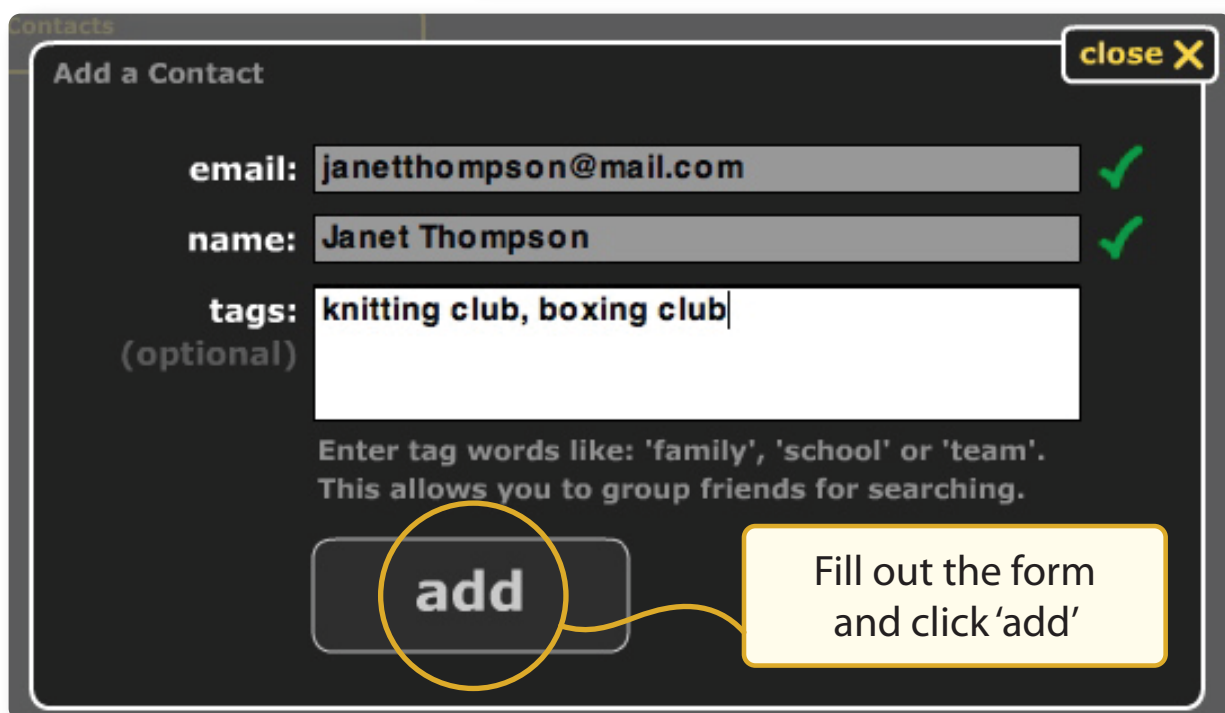 Contacts
close X
Add a Contact
email: janetthompson@mail.com
name: Janet Thompson
tags: knitting club, boxing club
(optional)
Enter tag words like: 'family', 'school' or 'team'.
This allows you to group friends for searching.
add
Fill out the form
and click ‘add’